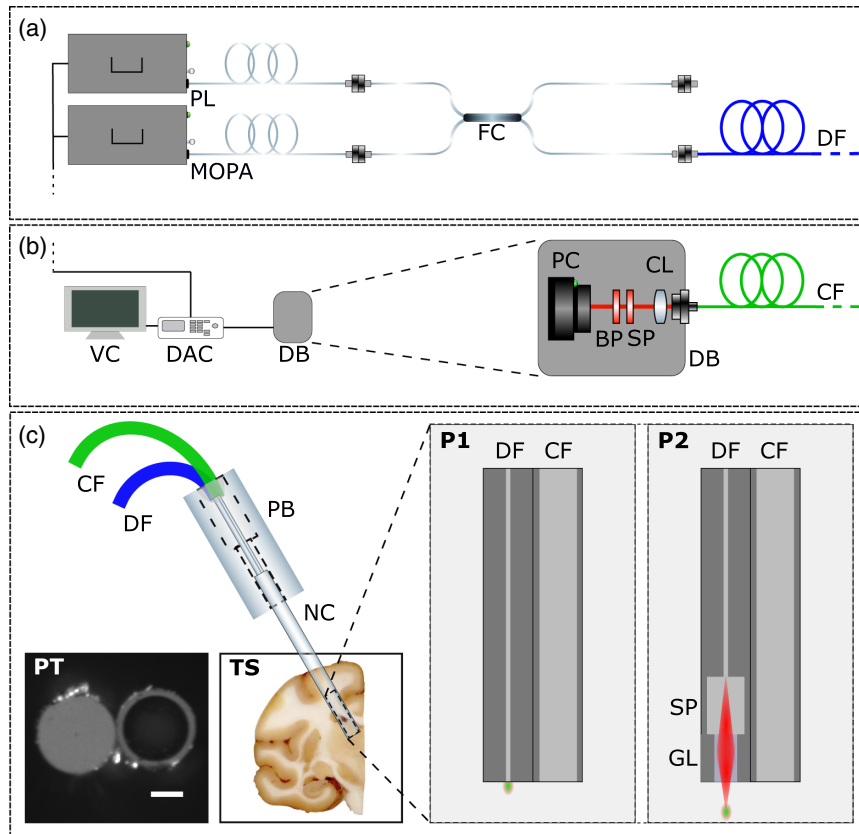 (a)
PL
MOPA
FC
DF
(b)
VC
DAC
DB
PC
CL
BP SP
DB
CF
(c)
CF
DF
PB
NC
PT
TS
P1
DF CF
P2
DF CF
SP
GL